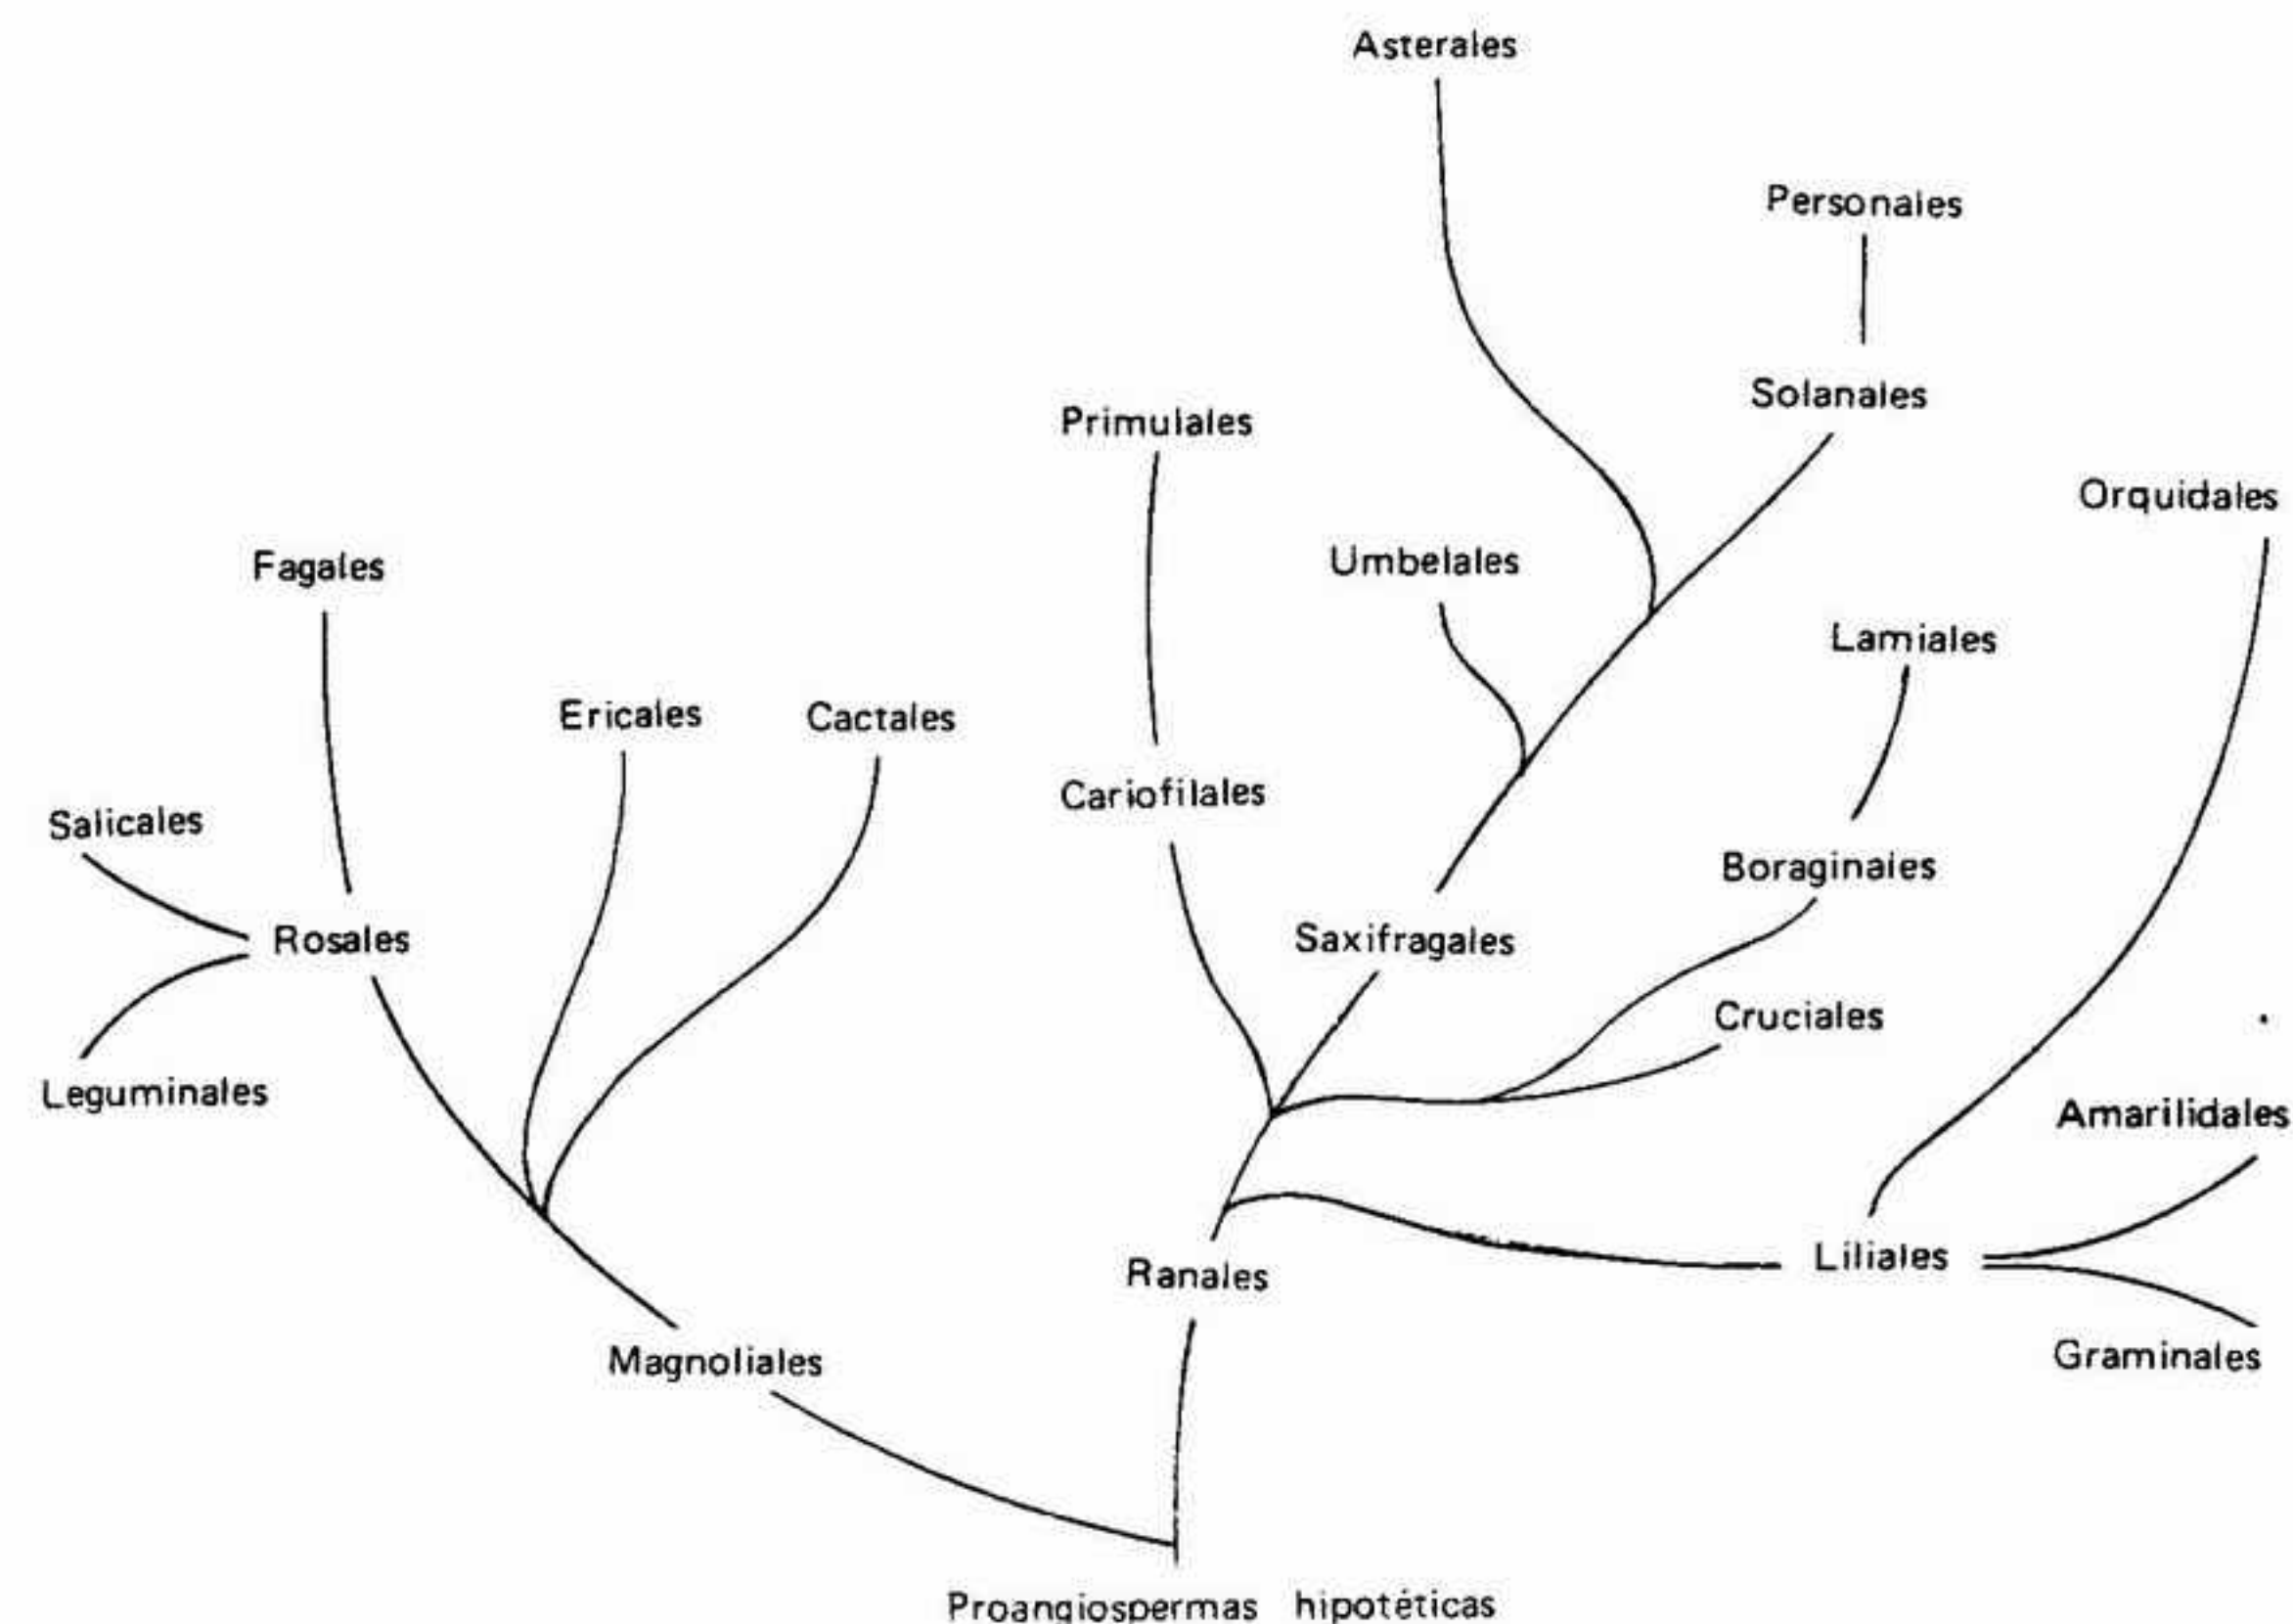 Asterales
Personales
Solanales
Primulales
Orquidales
Umbelales
Fagales
Lamiales
Ericales
Cactales
Cariofilales
Salicales
Boraginales
Rosales
Saxifragales
Cruciales
Leguminales
Amarilidales
Liliales
Ranales
Magnoliales
Graminales
Proangiospermas hipotéticas